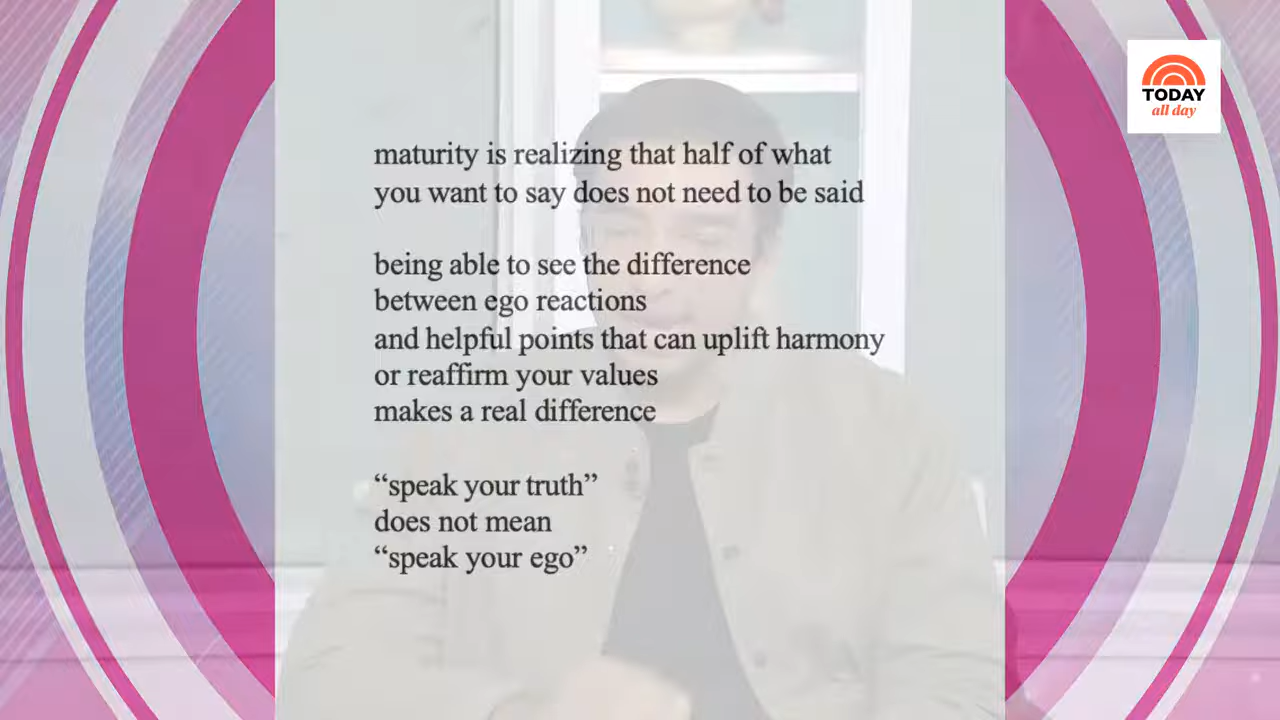 TODAY
all day
maturity is realizing that half of what
you want to say does not need to be said
being able to see the difference
between ego reactions
and helpful points that can uplift harmony
or reaffirm your values
makes a real difference
“speak your truth”
does not mean
“speak your ego”